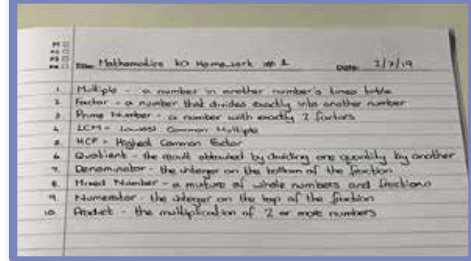 Title: Mathematics KO Homework # 1 Date: 2/9/19
1. Multiple - a number in another number's times table
2. Factor - a number that divides exactly into another number
3. Prime Number - a number with exactly 2 factors
4. LCM - Lowest Common Multiple
5. HCF - Highest Common Factor
6. Quotient - the result obtained by dividing one quantity by another
7. Denominator - the integer on the bottom of the fraction
8. Mixed Number - a mixture of whole numbers and fractions
9. Numerator - the integer on the top of the fraction
10. Product - the multiplication of 2 or more numbers